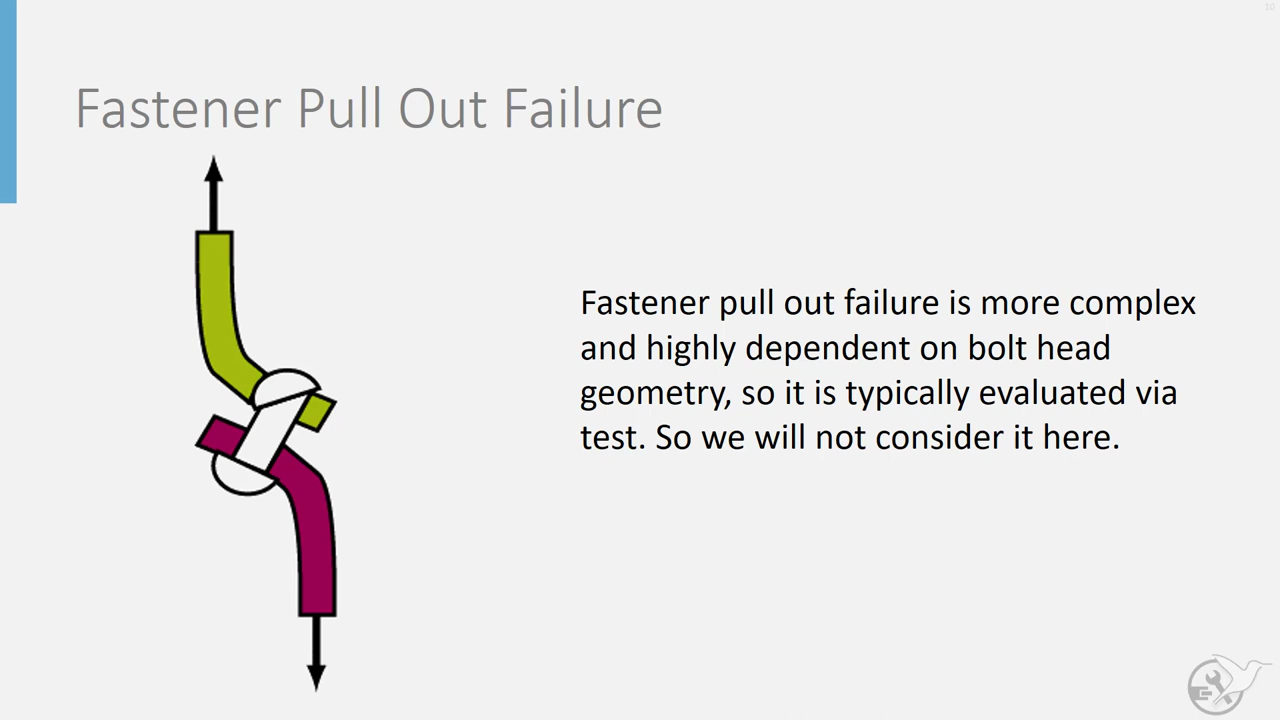 10
Fastener Pull Out Failure
Fastener pull out failure is more complex
and highly dependent on bolt head
geometry, so it is typically evaluated via
test. So we will not consider it here.